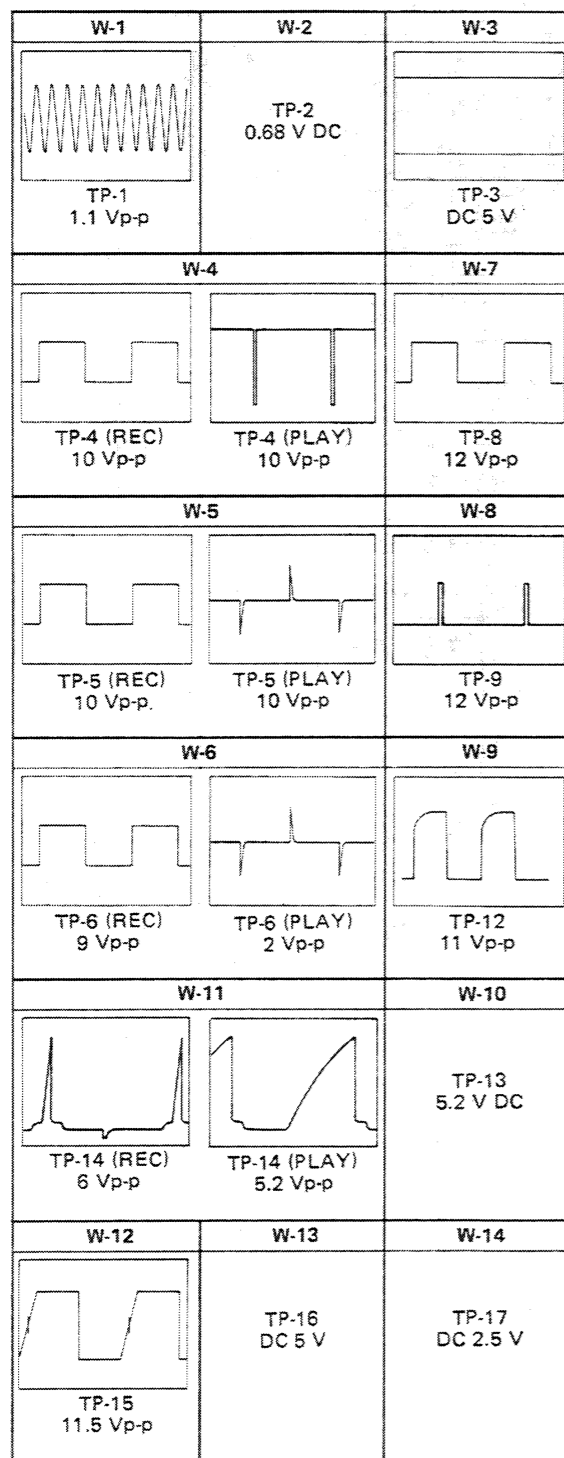 W-1
W-2
W-3
TP-1
1.1 Vp-p
TP-2
0.68 V DC
TP-3
DC 5 V
W-4
W-7
TP-4 (REC)
10 Vp-p
TP-4 (PLAY)
10 Vp-p
TP-8
12 Vp-p
W-5
W-8
TP-5 (REC)
10 Vp-p.
TP-5 (PLAY)
10 Vp-p
TP-9
12 Vp-p
W-6
W-9
TP-6 (REC)
9 Vp-p
TP-6 (PLAY)
2 Vp-p
TP-12
11 Vp-p
W-11
W-10
TP-14 (REC)
6 Vp-p
TP-14 (PLAY)
5.2 Vp-p
TP-13
5.2 V DC
W-12
W-13
W-14
TP-15
11.5 Vp-p
TP-16
DC 5 V
TP-17
DC 2.5 V